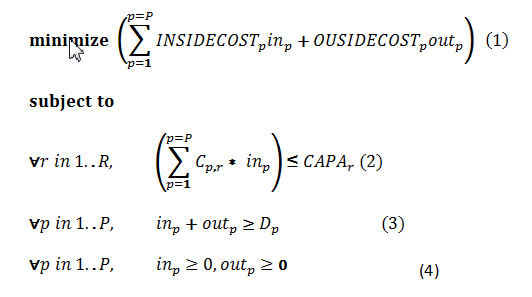 minimize (∑_{p=1}^{p=P} INSIDECOST_p in_p + OUSIDECOST_p out_p) (1)
subject to
∀r in 1..R, (∑_{p=1}^{p=P} C_{p,r} * in_p) ≤ CAPA_r (2)
∀p in 1..P, in_p + out_p ≥ D_p (3)
∀p in 1..P, in_p ≥ 0, out_p ≥ 0 (4)